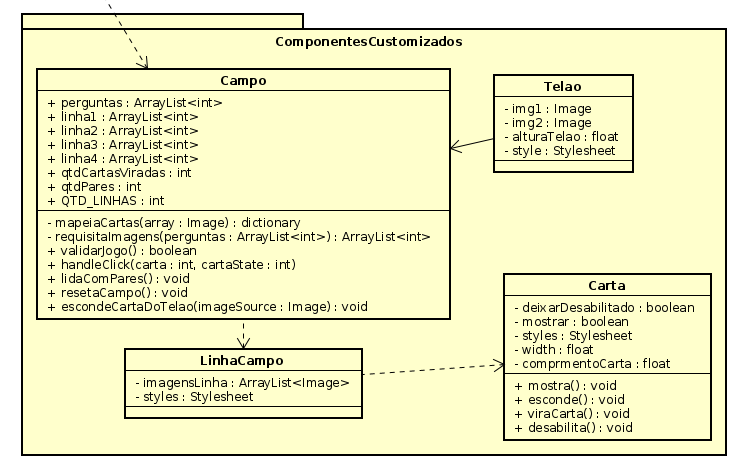 ComponentesCustomizados
Campo
+ perguntas : ArrayList<int>
+ linha1 : ArrayList<int>
+ linha2 : ArrayList<int>
+ linha3 : ArrayList<int>
+ linha4 : ArrayList<int>
+ qtdCartasViradas : int
+ qtdPares : int
+ QTD_LINHAS : int
- mapeiaCartas(array : Image) : dictionary
- requisitaImagens(perguntas : ArrayList<int>) : ArrayList<int>
+ validarJogo() : boolean
+ handleClick(carta : int, cartaState : int)
+ lidaComPares() : void
+ resetaCampo() : void
+ escondeCartaDoTelao(imageSource : Image) : void
Telao
- img1 : Image
- img2 : Image
- alturaTelao : float
- style : Stylesheet
LinhaCampo
- imagensLinha : ArrayList<Image>
- styles : Stylesheet
Carta
- deixarDesabilitado : boolean
- mostrar : boolean
- styles : Stylesheet
- width : float
- comprmentoCarta : float
+ mostra() : void
+ esconde() : void
+ viraCarta() : void
+ desabilita() : void